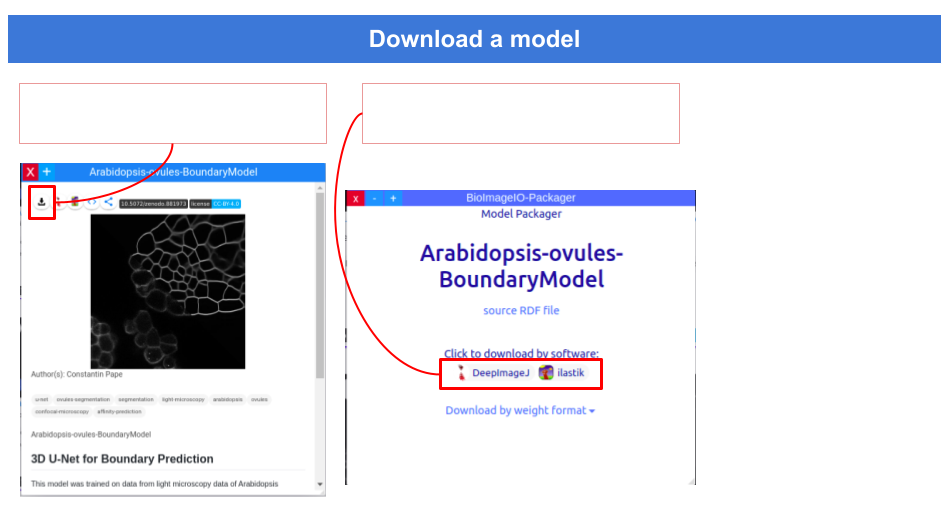 Download a model
X + Arabidopsis-ovules-BoundaryModel
10.5072/zenodo.881973 license CC-BY-4.0
Author(s): Constantin Pape
u-net ovules-segmentation segmentation light-microscopy arabidopsis ovules
confocal-microscopy affinity-prediction
Arabidopsis-ovules-BoundaryModel
3D U-Net for Boundary Prediction
This model was trained on data from light microscopy data of Arabidopsis
x - + BioImageIO-Packager
Model Packager
Arabidopsis-ovules-
BoundaryModel
source RDF file
Click to download by software:
DeepImageJ ilastik
Download by weight format